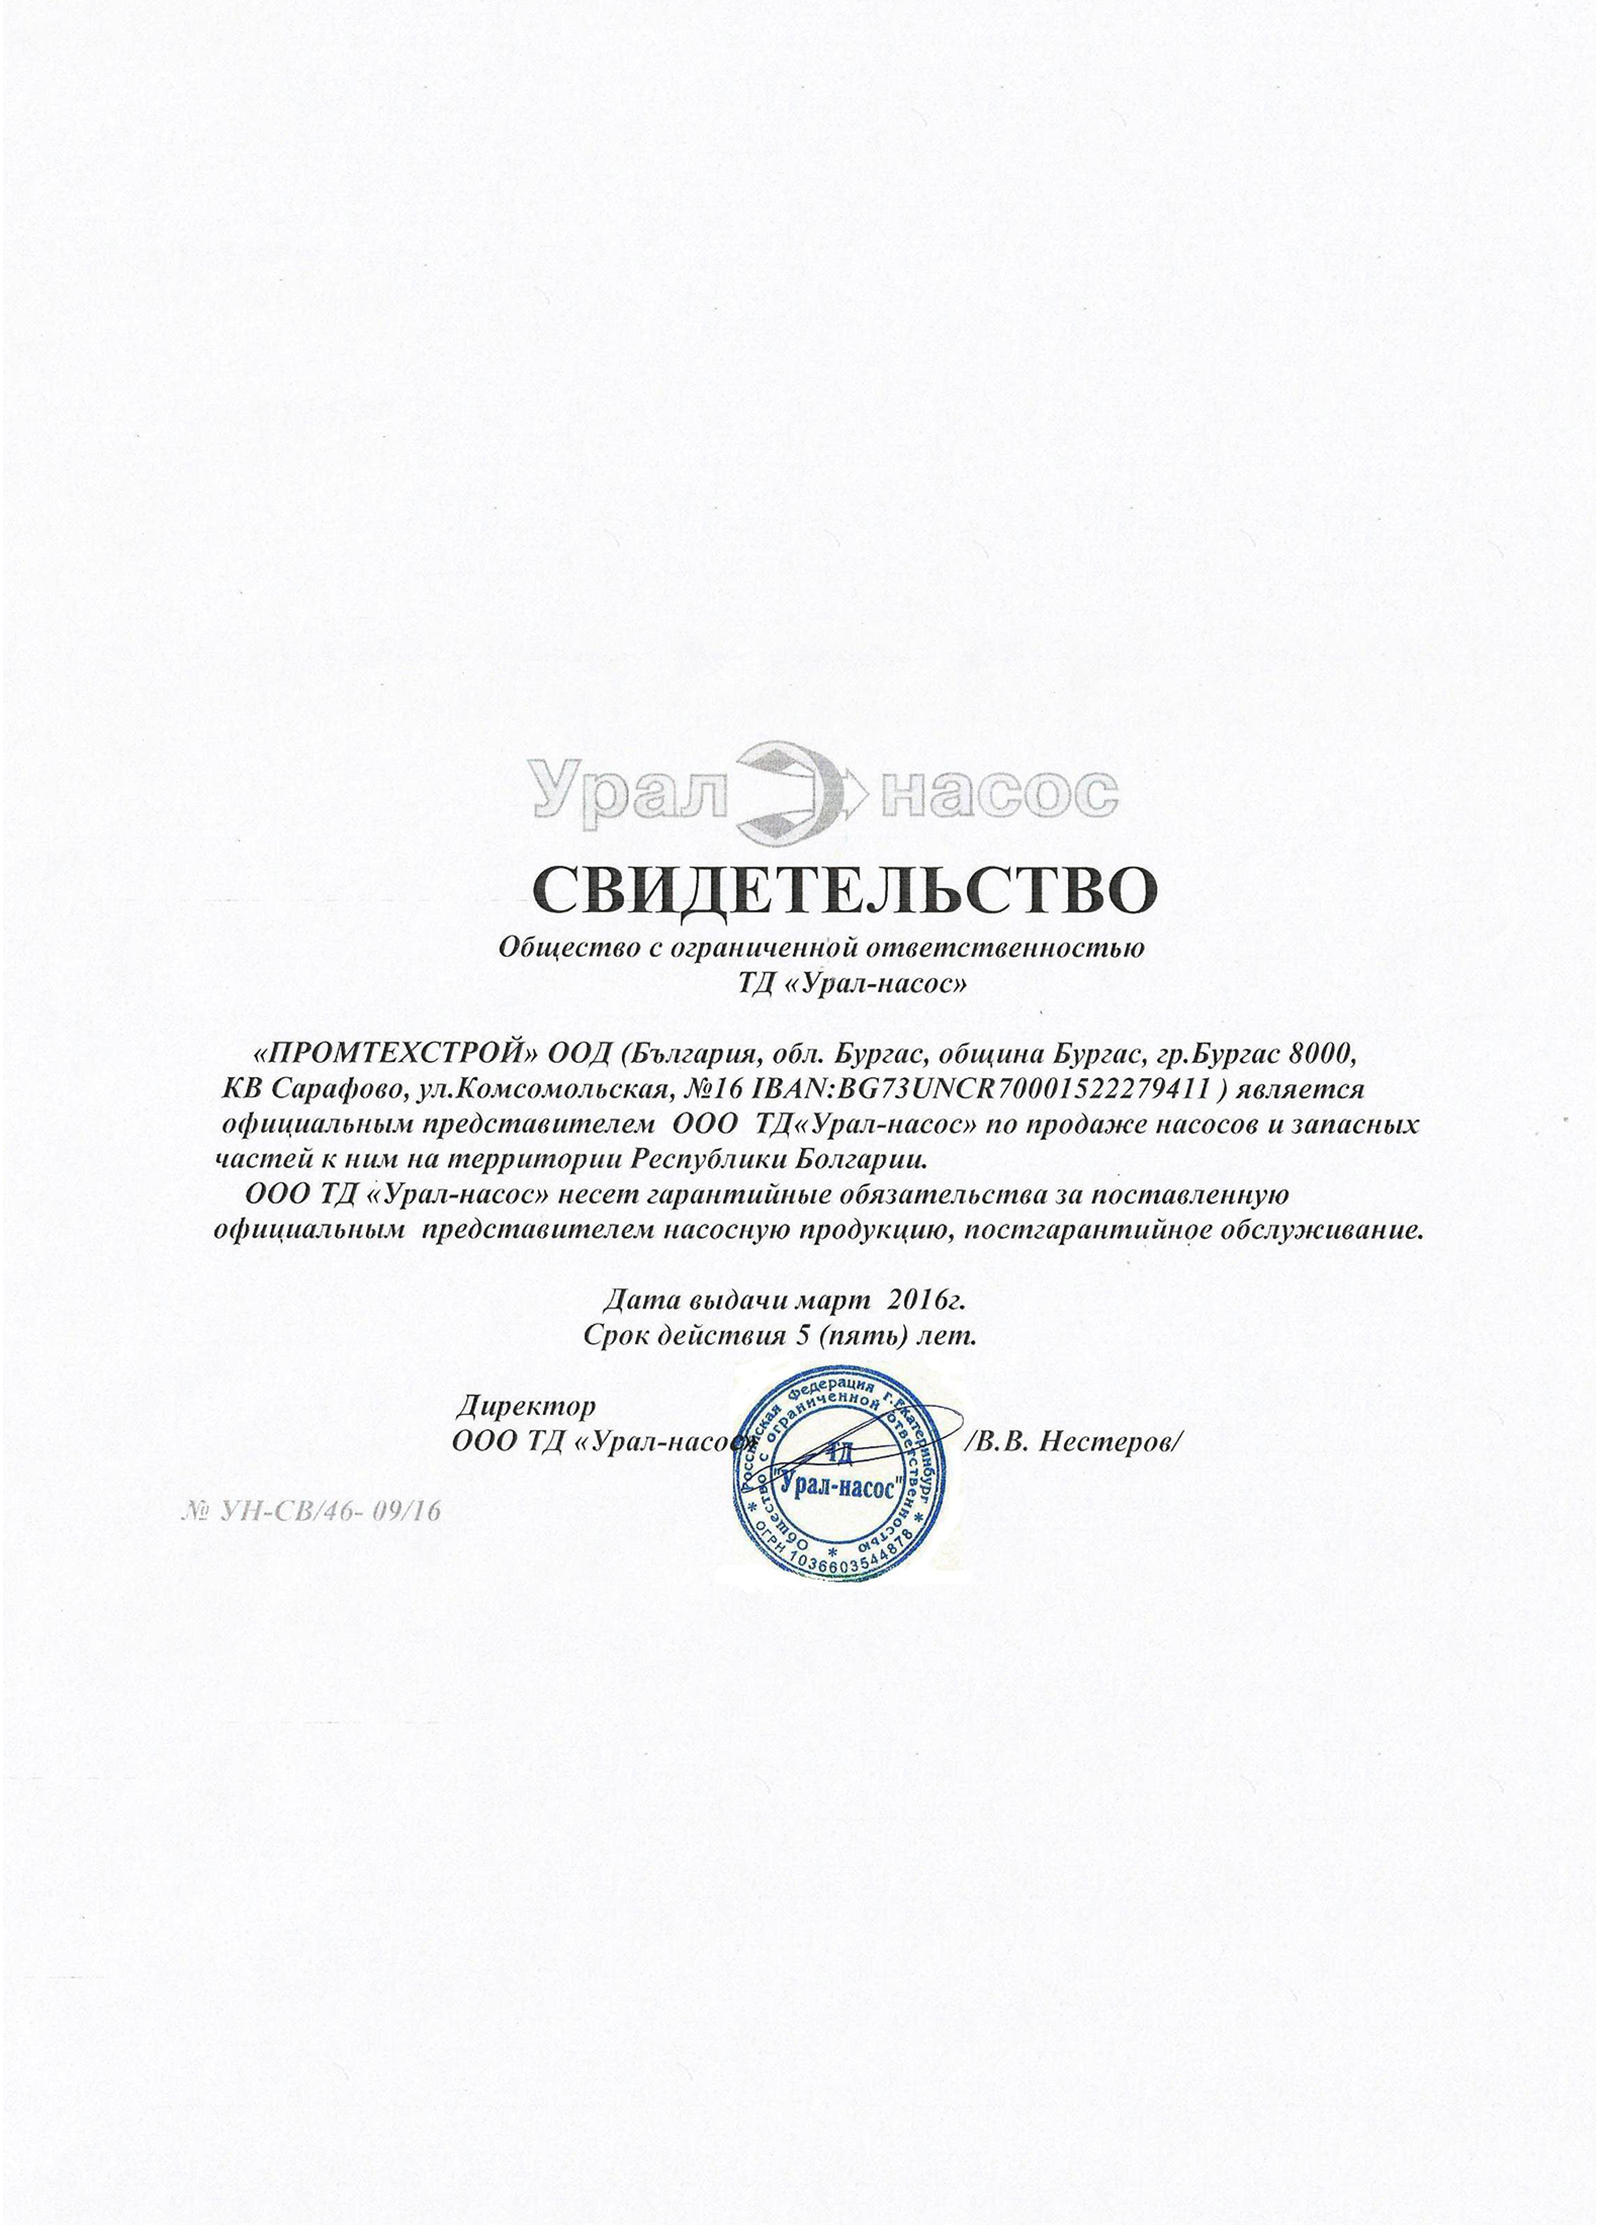 Урал насос
СВИДЕТЕЛЬСТВО
Общество с ограниченной ответственностью
ТД «Урал-насос»
«ПРОМТЕХСТРОЙ» ООД (България, обл. Бургас, община Бургас, гр.Бургас 8000,
КВ Сарафово, ул.Комсомольская, №16 IBAN:BG73UNCR70001522279411 ) является
официальным представителем ООО ТД«Урал-насос» по продаже насосов и запасных
частей к ним на территории Республики Болгарии.
ООО ТД «Урал-насос» несет гарантийные обязательства за поставленную
официальным представителем насосную продукцию, постгарантийное обслуживание.
Дата выдачи март 2016г.
Срок действия 5 (пять) лет.
Директор
ООО ТД «Урал-насос» /В.В. Нестеров/
Российская Федерация г.Екатеринбург
Общество с ограниченной ответственностью
ТД
"Урал-насос"
* ОГРН 1036603544878 *
№ УН-СВ/46- 09/16